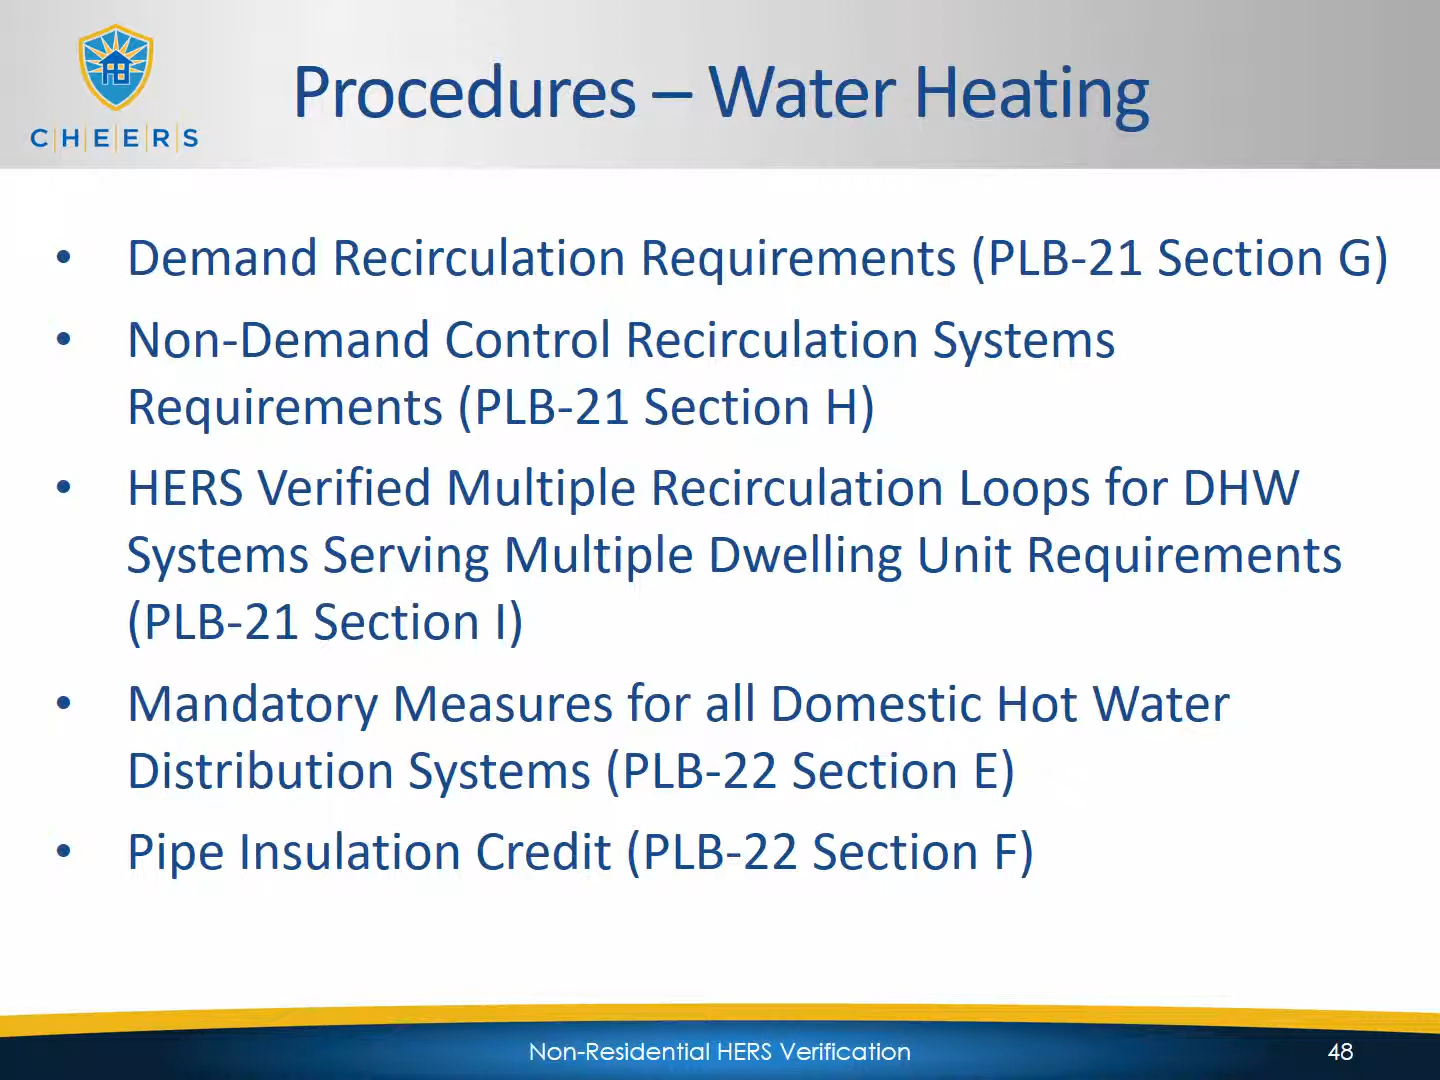 C|H|E|E|R|S
Procedures – Water Heating
• Demand Recirculation Requirements (PLB-21 Section G)
• Non-Demand Control Recirculation Systems
Requirements (PLB-21 Section H)
• HERS Verified Multiple Recirculation Loops for DHW
Systems Serving Multiple Dwelling Unit Requirements
(PLB-21 Section I)
• Mandatory Measures for all Domestic Hot Water
Distribution Systems (PLB-22 Section E)
• Pipe Insulation Credit (PLB-22 Section F)
Non-Residential HERS Verification
48